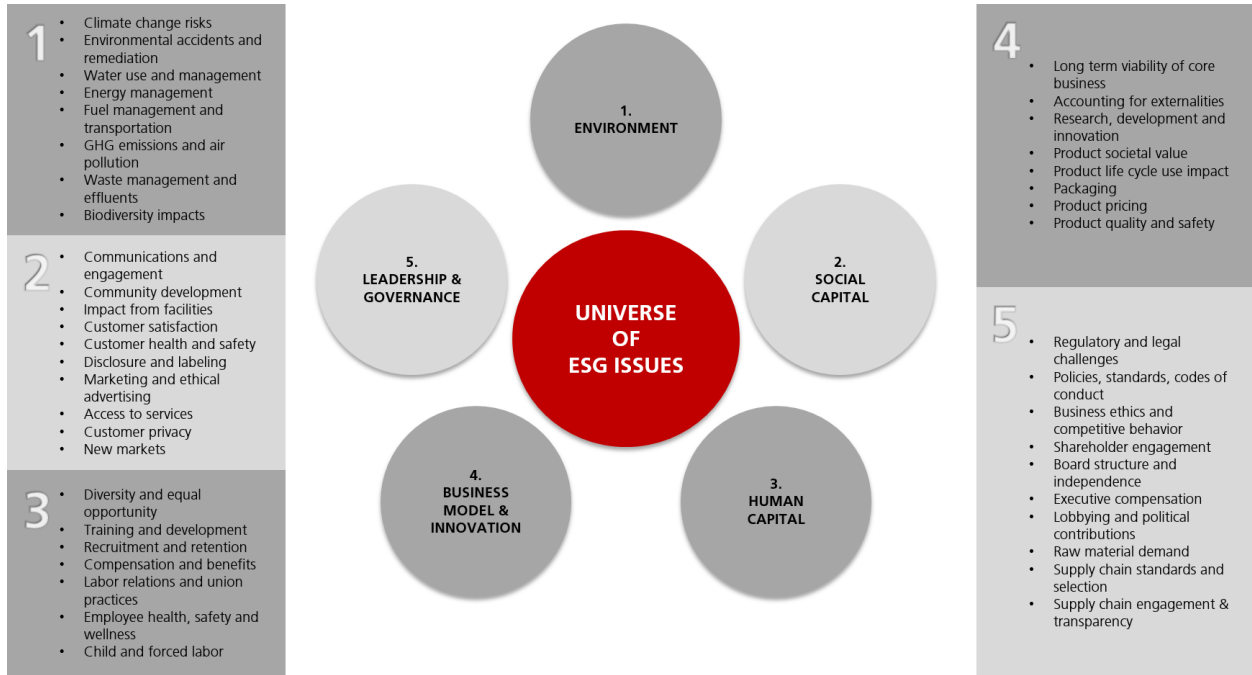 1
• Climate change risks
• Environmental accidents and
remediation
• Water use and management
• Energy management
• Fuel management and
transportation
• GHG emissions and air
pollution
• Waste management and
effluents
• Biodiversity impacts
2
• Communications and
engagement
• Community development
• Impact from facilities
• Customer satisfaction
• Customer health and safety
• Disclosure and labeling
• Marketing and ethical
advertising
• Access to services
• Customer privacy
• New markets
3
• Diversity and equal
opportunity
• Training and development
• Recruitment and retention
• Compensation and benefits
• Labor relations and union
practices
• Employee health, safety and
wellness
• Child and forced labor
1.
ENVIRONMENT
2.
SOCIAL
CAPITAL
3.
HUMAN
CAPITAL
4.
BUSINESS
MODEL &
INNOVATION
5.
LEADERSHIP &
GOVERNANCE
UNIVERSE
OF
ESG ISSUES
4
• Long term viability of core
business
• Accounting for externalities
• Research, development and
innovation
• Product societal value
• Product life cycle use impact
• Packaging
• Product pricing
• Product quality and safety
5
• Regulatory and legal
challenges
• Policies, standards, codes of
conduct
• Business ethics and
competitive behavior
• Shareholder engagement
• Board structure and
independence
• Executive compensation
• Lobbying and political
contributions
• Raw material demand
• Supply chain standards and
selection
• Supply chain engagement &
transparency